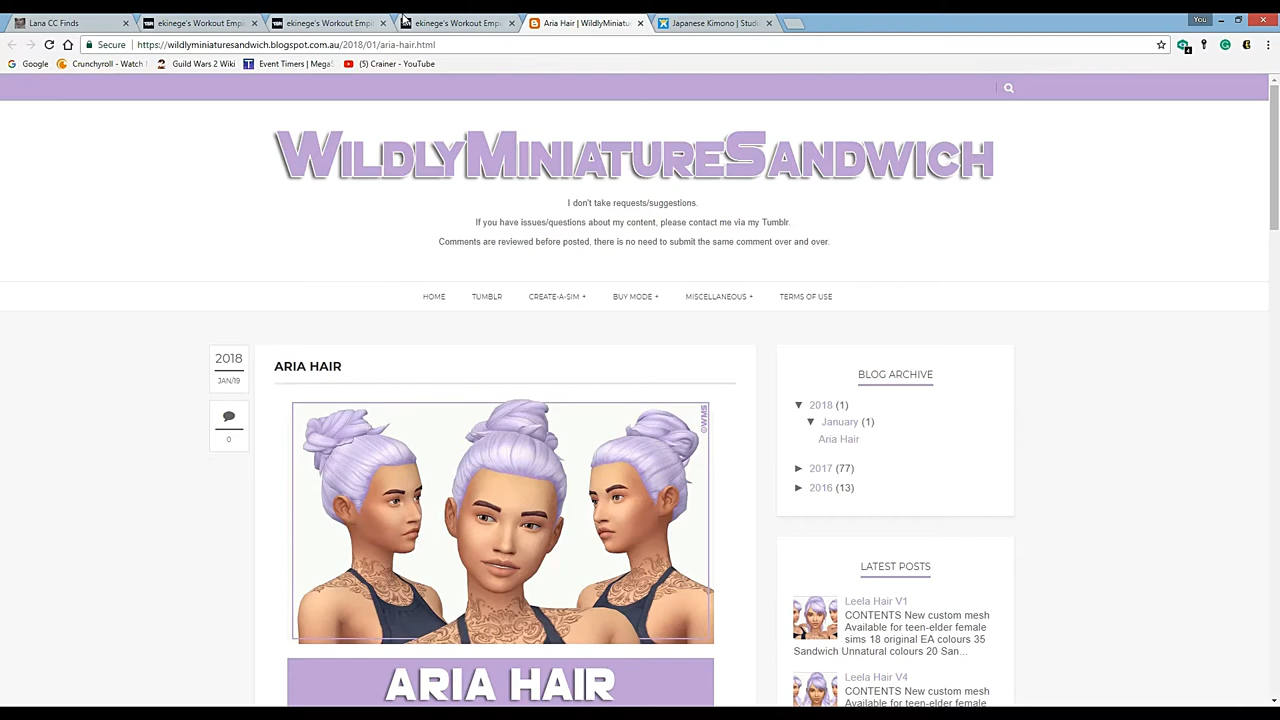 Lana CC Finds
ekinege's Workout Empi
ekinege's Workout Empi
ekinege's Workout Emp
Aria Hair | WildlyMiniatu
Japanese Kimono | Stud
You
Secure
https://wildlyminiaturesandwich.blogspot.com.au/2018/01/aria-hair.html
Google
Crunchyroll - Watch
Guild Wars 2 Wiki
Event Timers | Mega
(5) Crainer - YouTube
WILDLYMINIATURESANDWICH
I don't take requests/suggestions.
If you have issues/questions about my content, please contact me via my Tumblr.
Comments are reviewed before posted, there is no need to submit the same comment over and over.
HOME
TUMBLR
CREATE-A-SIM +
BUY MODE +
MISCELLANEOUS +
TERMS OF USE
2018
JAN/19
0
ARIA HAIR
©WMS
ARIA HAIR
BLOG ARCHIVE
▼ 2018 (1)
▼ January (1)
Aria Hair
► 2017 (77)
► 2016 (13)
LATEST POSTS
Leela Hair V1
CONTENTS New custom mesh
Available for teen-elder female
sims 18 original EA colours 35
Sandwich Unnatural colours 20 San...
Leela Hair V4
CONTENTS New custom mesh
Available for teen-elder female